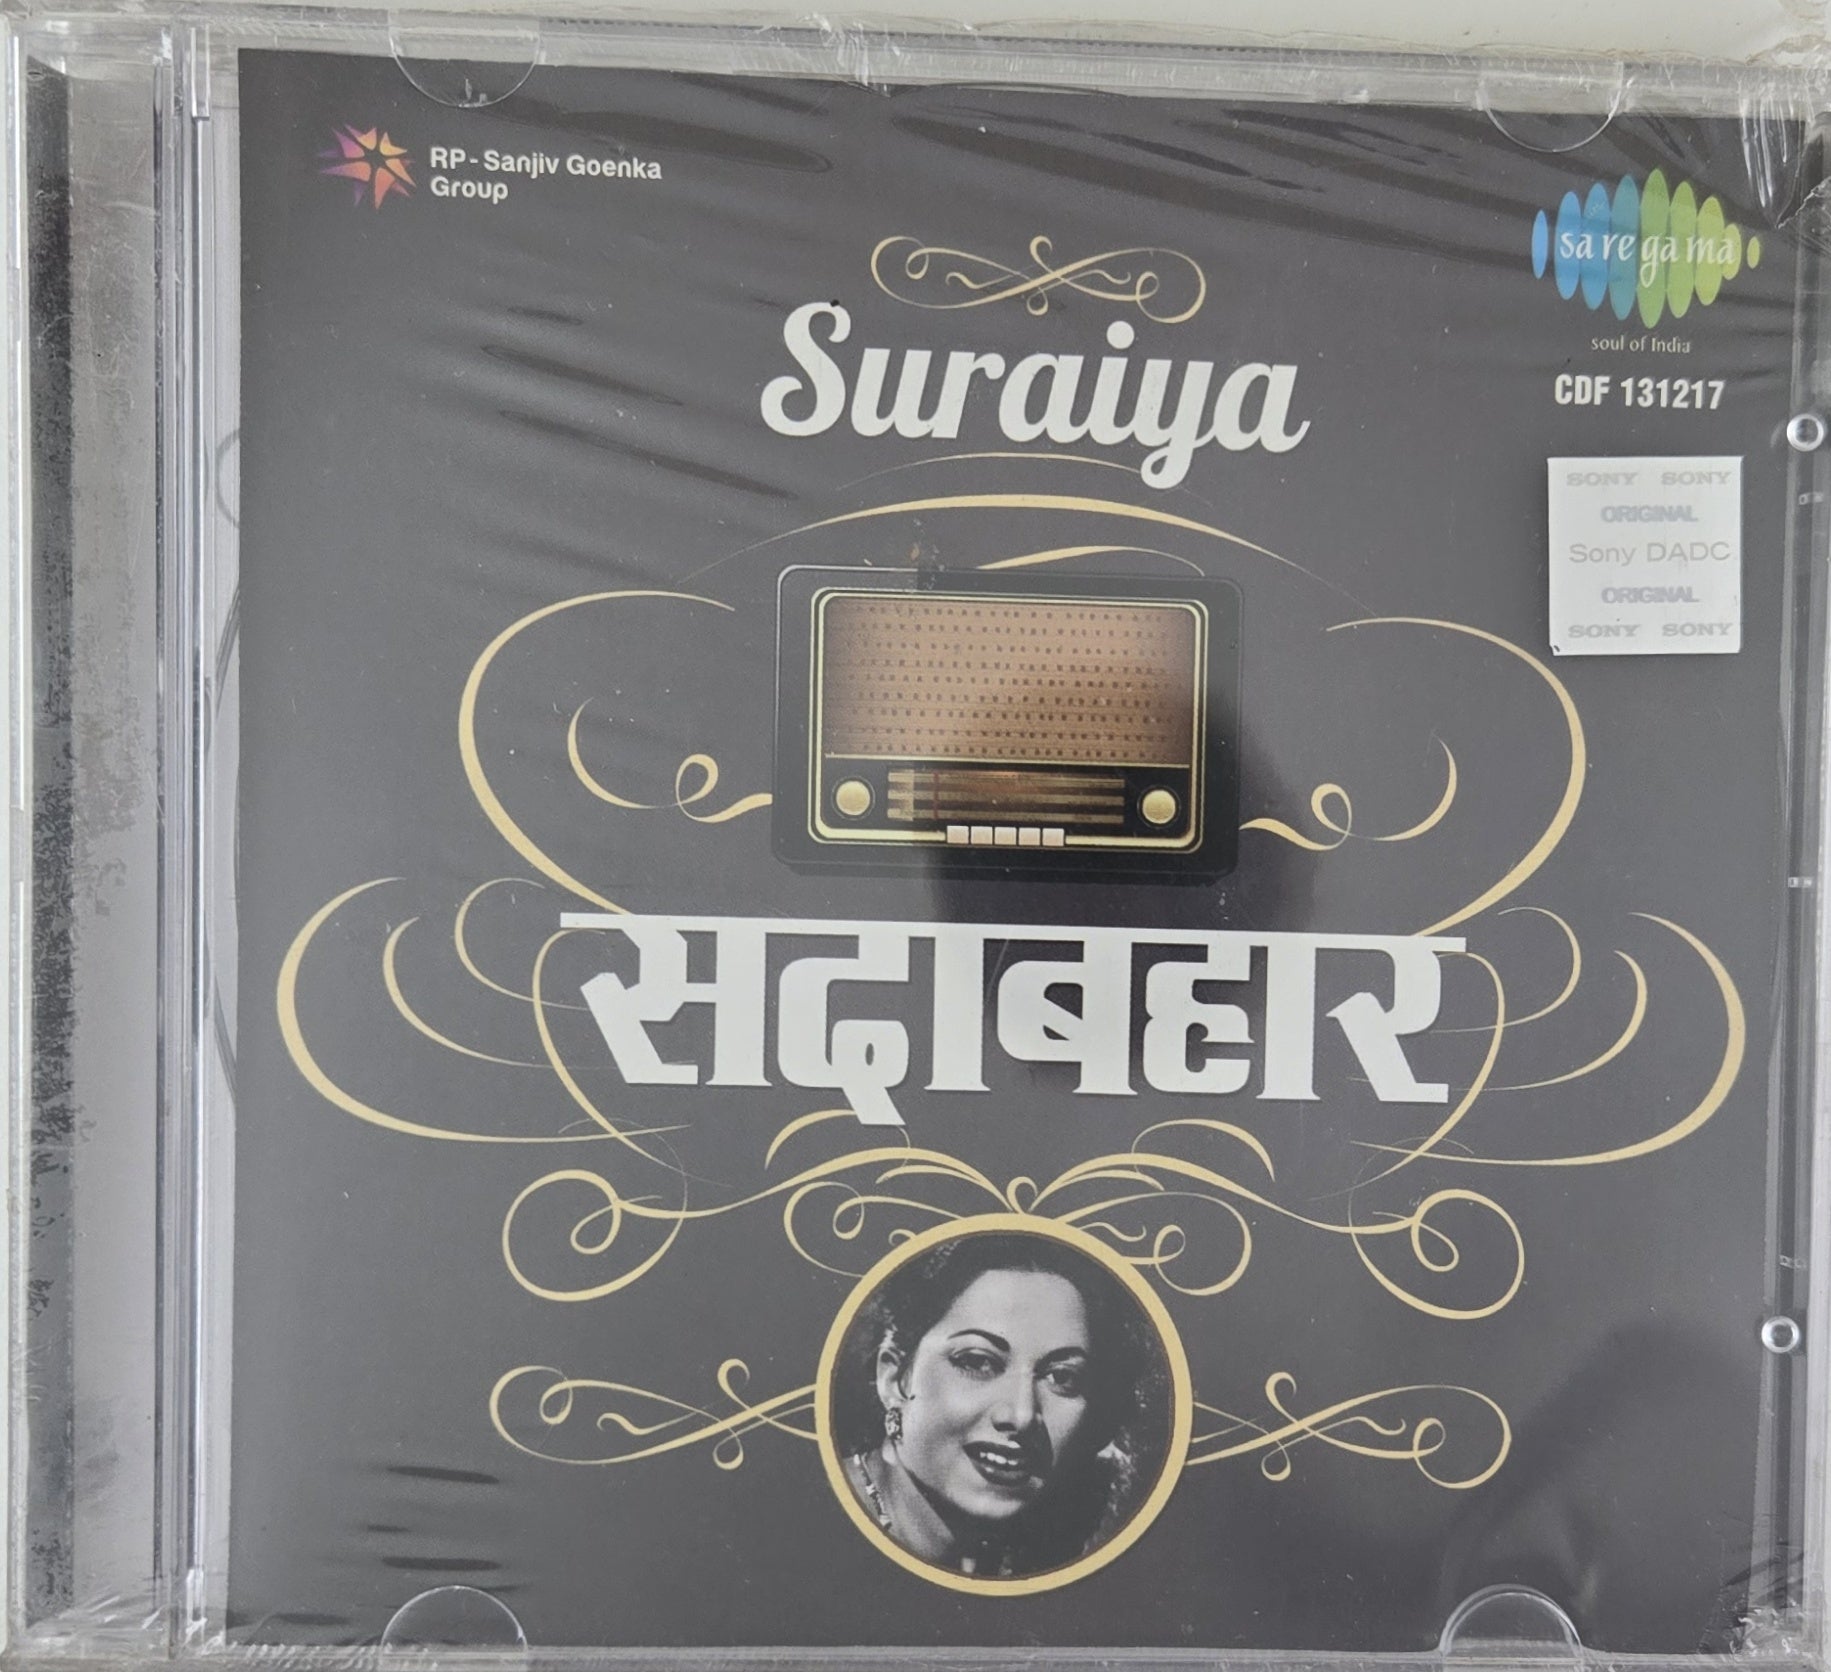 RP-Sanjiv Goenka
Group
sa re ga ma
soul of India
CDF 131217
Suraiya
SONY SONY
ORIGINAL
Sony DADC
ORIGINAL
SONY SONY
सदाबहार